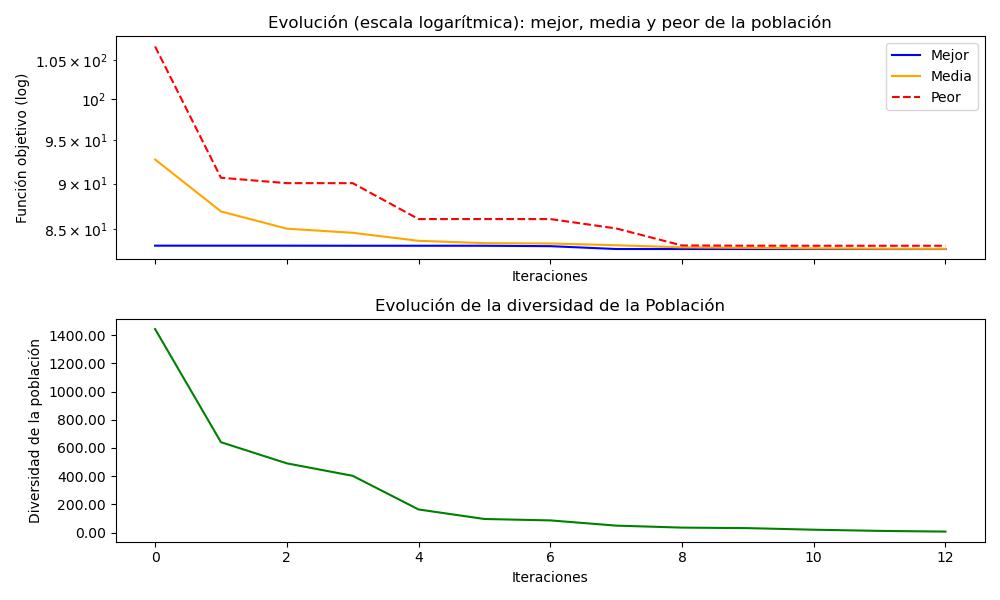 Evolución (escala logarítmica): mejor, media y peor de la población
Función objetivo (log)
1.05 × 10²
10²
9.5 × 10¹
9 × 10¹
8.5 × 10¹
Mejor
Media
Peor
Iteraciones
Evolución de la diversidad de la Población
Diversidad de la población
1400.00
1200.00
1000.00
800.00
600.00
400.00
200.00
0.00
0 2 4 6 8 10 12
Iteraciones